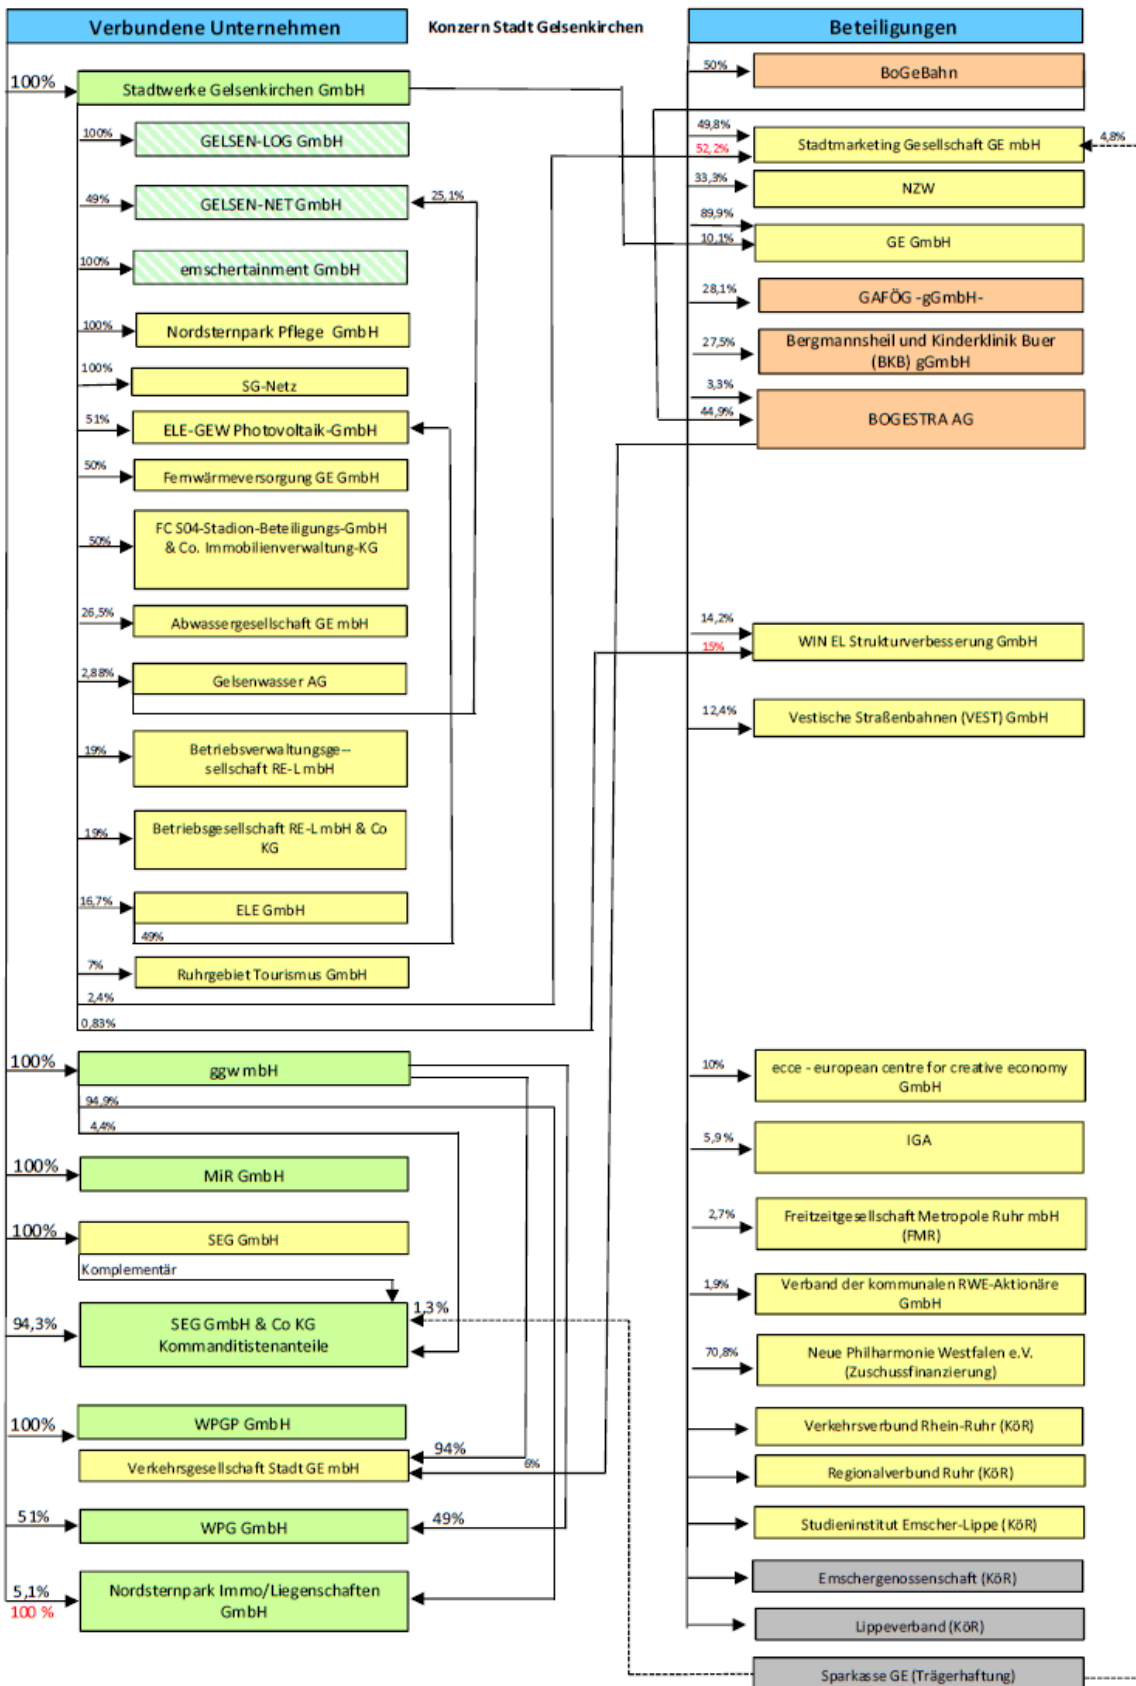 Verbundene Unternehmen
Konzern Stadt Gelsenkirchen
Beteiligungen
100%
Stadtwerke Gelsenkirchen GmbH
100%
GELSEN-LOG GmbH
49%
GELSEN-NET GmbH
25,1%
100%
emschertainment GmbH
100%
Nordsternpark Pflege GmbH
100%
SG-Netz
51%
ELE-GEW Photovoltaik-GmbH
50%
Fernwärmeversorgung GE GmbH
50%
FC S04-Stadion-Beteiligungs-GmbH
& Co. Immobilienverwaltung-KG
26,5%
Abwassergesellschaft GE mbH
2,88%
Gelsenwasser AG
19%
Betriebsverwaltungsge--
sellschaft RE-L mbH
19%
Betriebsgesellschaft RE-L mbH & Co
KG
16,7%
ELE GmbH
49%
7%
Ruhrgebiet Tourismus GmbH
2,4%
0,83%
100%
ggw mbH
94,9%
4,4%
100%
MiR GmbH
100%
SEG GmbH
Komplementär
94,3%
SEG GmbH & Co KG
Kommanditistenanteile
1,3%
100%
WPGP GmbH
Verkehrsgesellschaft Stadt GE mbH
94%
6%
51%
WPG GmbH
49%
5,1%
100 %
Nordsternpark Immo/Liegenschaften
GmbH
50%
BoGeBahn
49,8%
52,2%
Stadtmarketing Gesellschaft GE mbH
4,8%
33,3%
NZW
89,9%
10,1%
GE GmbH
28,1%
GAFÖG -gGmbH-
27,5%
Bergmannsheil und Kinderklinik Buer
(BKB) gGmbH
3,3%
44,9%
BOGESTRA AG
14,2%
15%
WIN EL Strukturverbesserung GmbH
12,4%
Vestische Straßenbahnen (VEST) GmbH
10%
ecce - european centre for creative economy
GmbH
5,9%
IGA
2,7%
Freitzeitgesellschaft Metropole Ruhr mbH
(FMR)
1,9%
Verband der kommunalen RWE-Aktionäre
GmbH
70,8%
Neue Philharmonie Westfalen e.V.
(Zuschussfinanzierung)
Verkehrsverbund Rhein-Ruhr (KöR)
Regionalverbund Ruhr (KöR)
Studieninstitut Emscher-Lippe (KöR)
Emschergenossenschaft (KöR)
Lippeverband (KöR)
Sparkasse GE (Trägerhaftung)